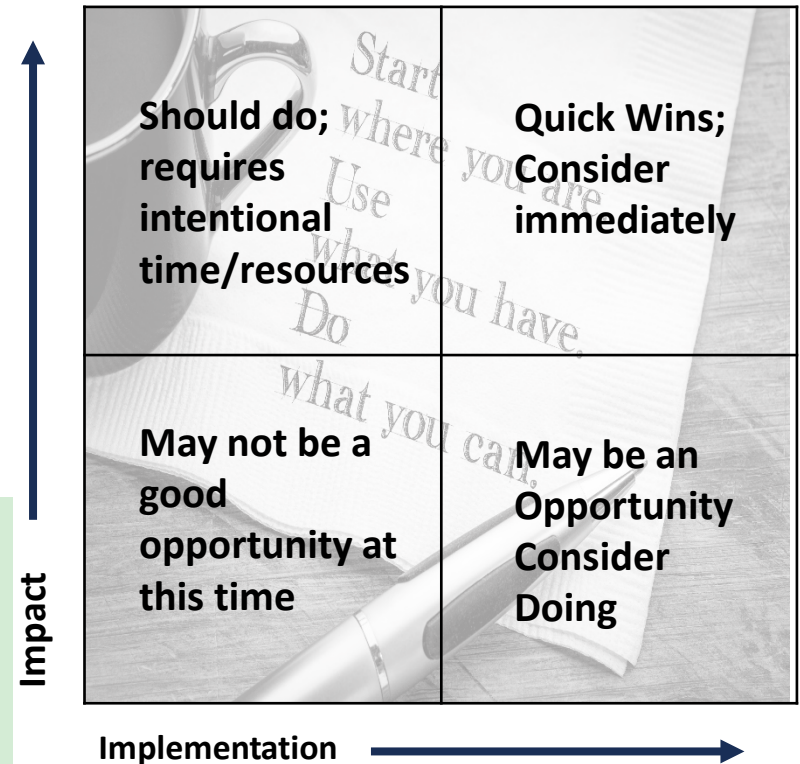 Should do;
requires
intentional
time/resources
Quick Wins;
Consider
immediately
Start
where you are.
Use
what you have.
Do
what you can.
May not be a
good
opportunity at
this time
May be an
Opportunity
Consider
Doing
Impact
Implementation